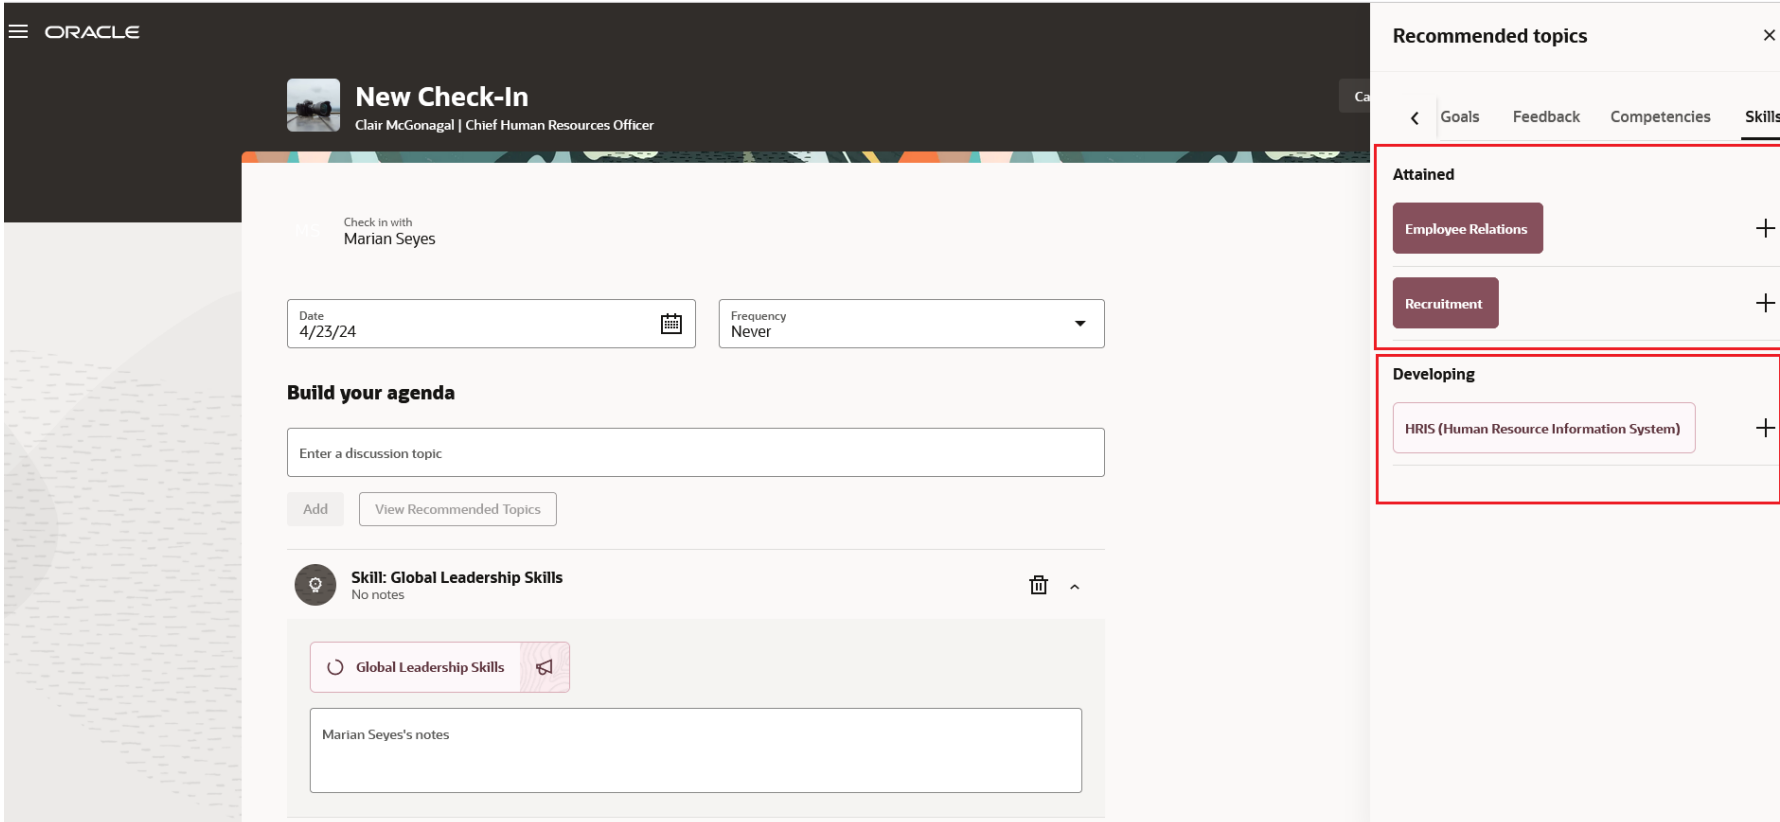 ORACLE
New Check-In
Clair McGonagal | Chief Human Resources Officer
Ca
MS
Check in with
Marian Seyes
Date
4/23/24
Frequency
Never
Build your agenda
Enter a discussion topic
Add
View Recommended Topics
Skill: Global Leadership Skills
No notes
Global Leadership Skills
Marian Seyes's notes
Recommended topics
Goals
Feedback
Competencies
Skills
Attained
Employee Relations
Recruitment
Developing
HRIS (Human Resource Information System)